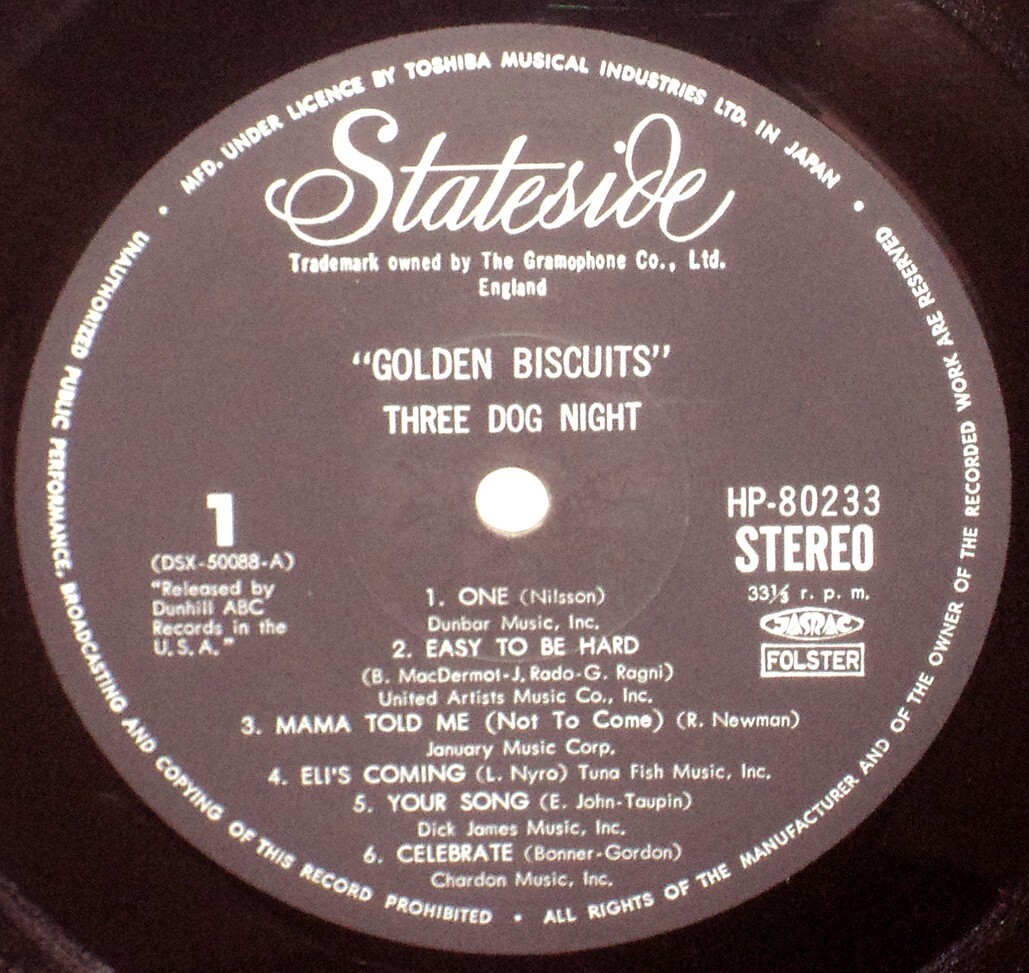 MFD. UNDER LICENCE BY TOSHIBA MUSICAL INDUSTRIES LTD. IN JAPAN
Stateside
Trademark owned by The Gramophone Co., Ltd.
England
"GOLDEN BISCUITS"
THREE DOG NIGHT
1
(DSX-50088-A)
"Released by
Dunhill ABC
Records in the
U.S.A."
HP-80233
STEREO
33⅓ r. p. m.
JASRAC
FOLSTER
1. ONE (Nilsson)
Dunbar Music, Inc.
2. EASY TO BE HARD
(B. MacDermot-J, Rado-G. Ragni)
United Artists Music Co., Inc.
3. MAMA TOLD ME (Not To Come) (R. Newman)
January Music Corp.
4. ELI'S COMING (L. Nyro) Tuna Fish Music, Inc.
5. YOUR SONG (E. John-Taupin)
Dick James Music, Inc.
6. CELEBRATE (Bonner-Gordon)
Chardon Music, Inc.
UNAUTHORIZED PUBLIC PERFORMANCE, BROADCASTING AND COPYING OF THIS RECORD PROHIBITED • ALL RIGHTS OF THE MANUFACTURER AND OF THE OWNER OF THE RECORDED WORK ARE RESERVED